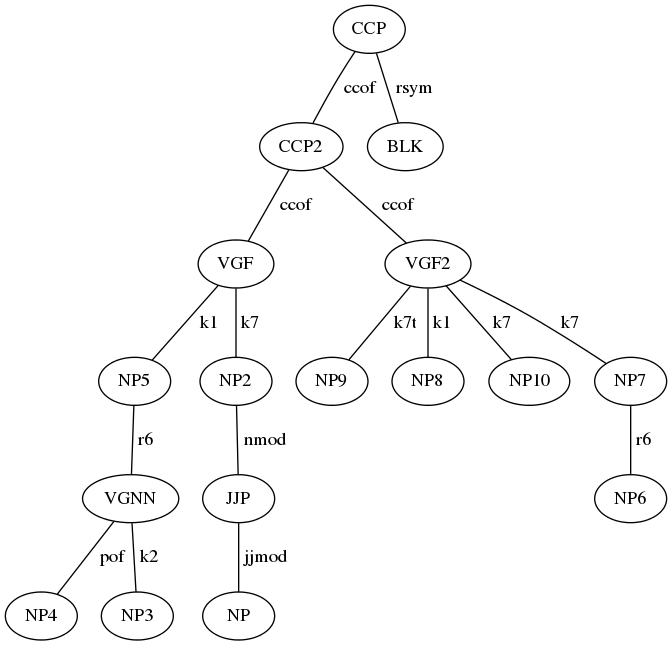 CCP
ccof rsym
CCP2 BLK
ccof ccof
VGF VGF2
k1 k7 k7t k1 k7 k7
NP5 NP2 NP9 NP8 NP10 NP7
r6 nmod r6
VGNN JJP NP6
pof k2 jjmod
NP4 NP3 NP